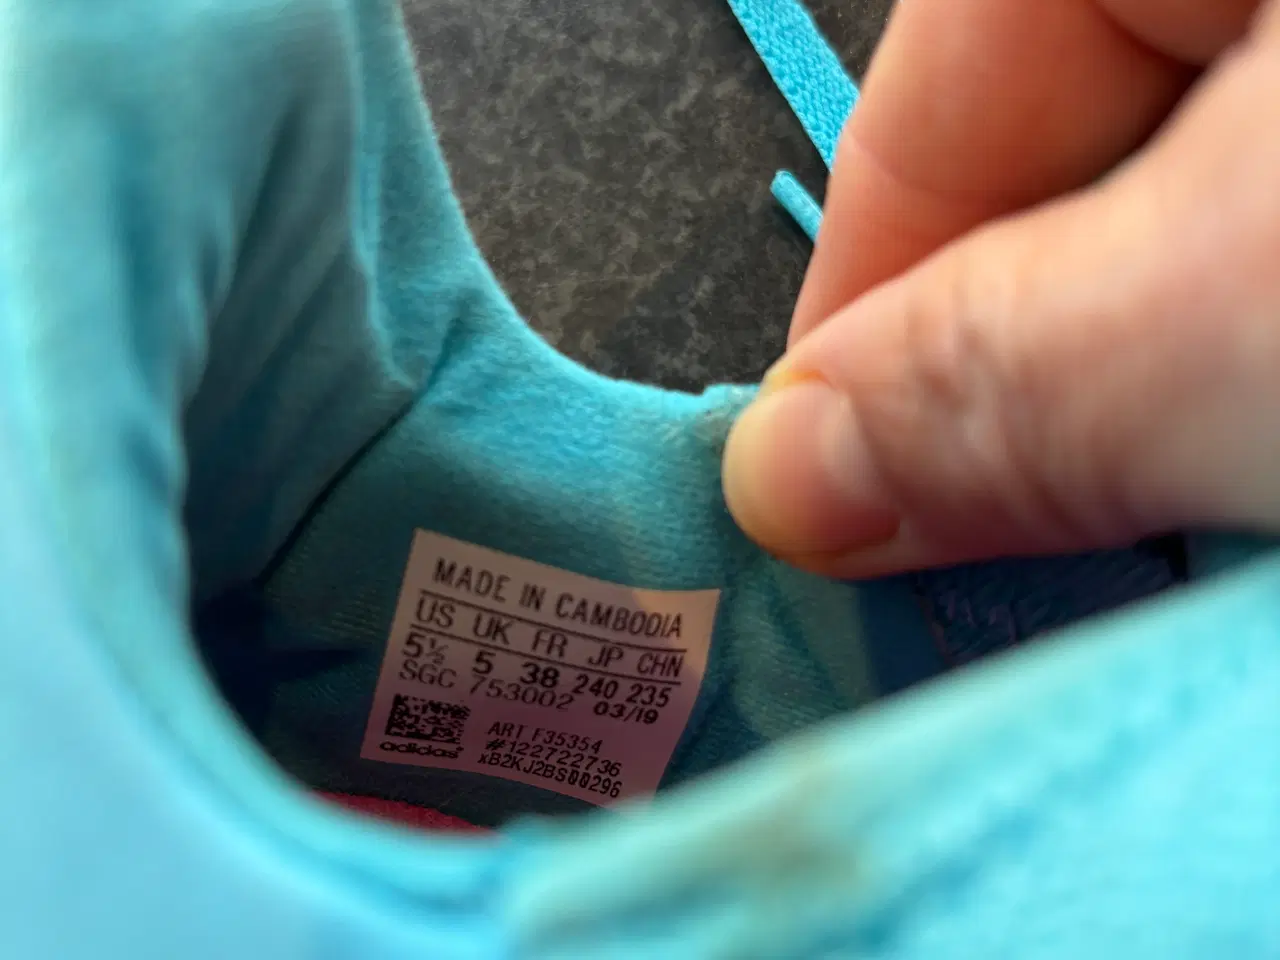 MADE IN CAMBODIA
US UK FR JP CHN
5½ 5 38 240 235
SGC 753002 03/19
ART F35354
#122722736
xB2KJ2BS00296
adidas